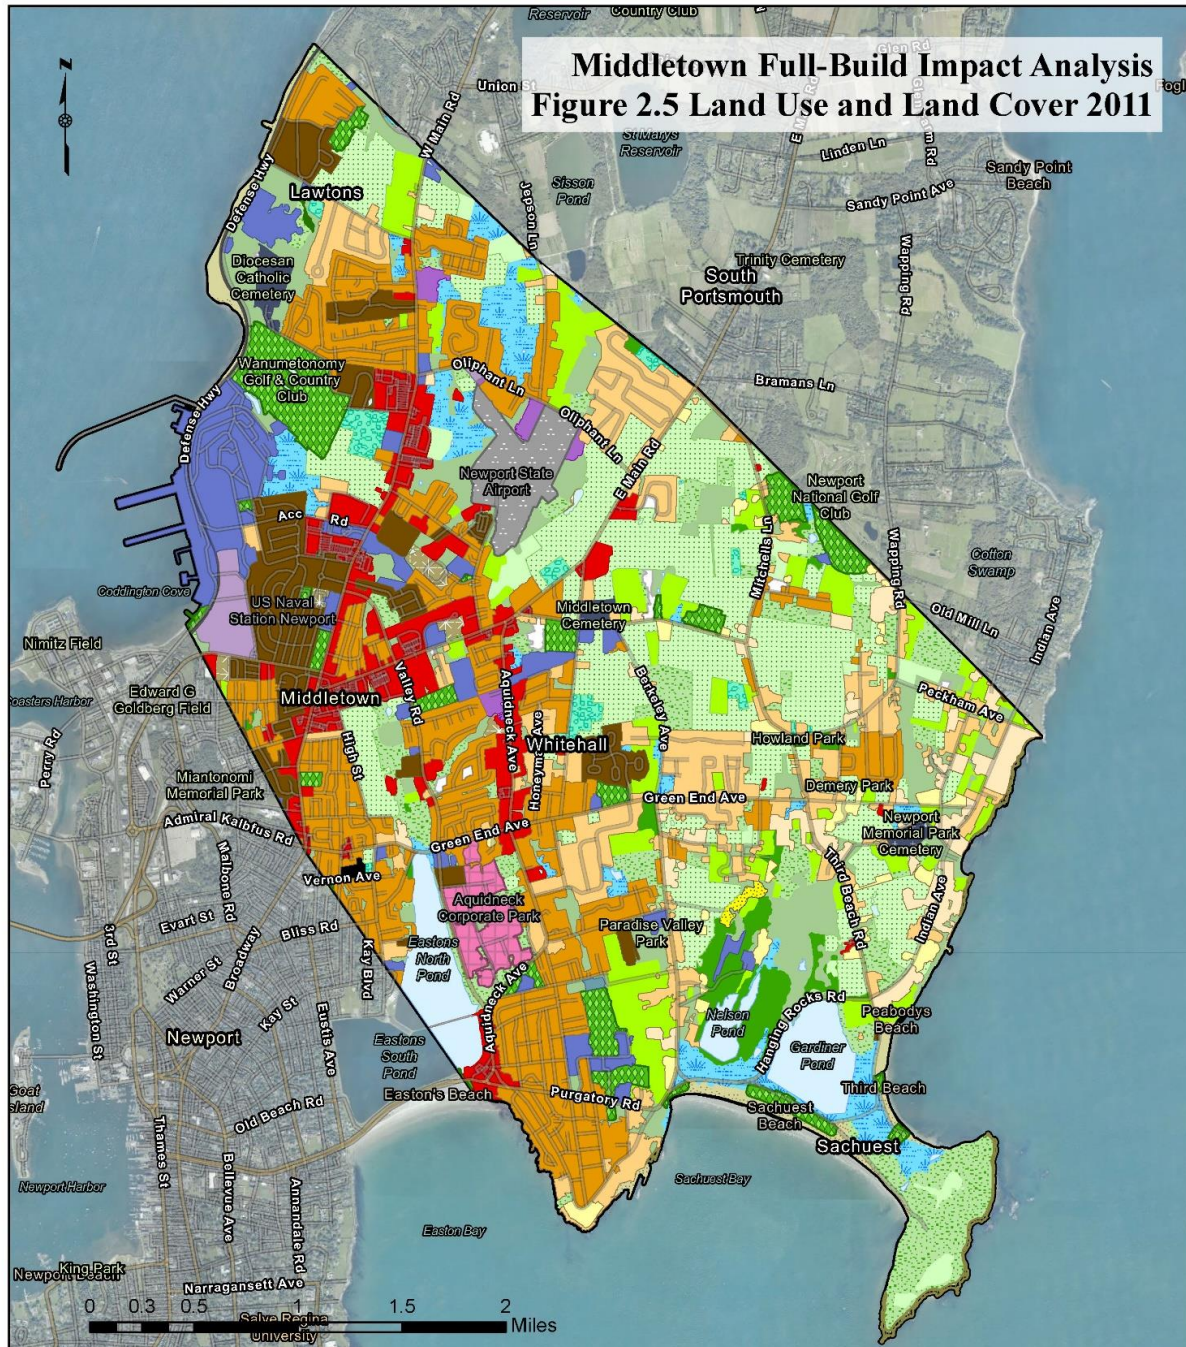 Reservoir
Country Club
Middletown Full-Build Impact Analysis
Figure 2.5 Land Use and Land Cover 2011
N
Union St
W Main Rd
E Main Rd
Glen Rd
St Marys
Reservoir
Linden Ln
Sandy Point
Beach
Sandy Point Ave
Sisson
Pond
Jepson Ln
Lawtons
Defense Hwy
Diocesan
Catholic
Cemetery
Trinity Cemetery
South
Portsmouth
Wapping Rd
Wanumetonomy
Golf & Country
Club
Oliphant Ln
Bramans Ln
Defense Hwy
Oliphant Ln
E Main Rd
Newport State
Airport
Newport
National Golf
Club
Acc
Rd
Mitchells Ln
Wapping Rd
Cotton
Swamp
Coddington Cove
US Naval
Station Newport
Middletown
Cemetery
Old Mill Ln
Indian Ave
Nimitz Field
Edward G
Goldberg Field
Middletown
Valley Rd
Aquidneck Ave
Berkeley Ave
Peckham Ave
Perry Rd
High St
Whitehall
Howland Park
Miantonomi
Memorial Park
Demery Park
Green End Ave
Admiral Kalbfus Rd
Green End Ave
Newport
Memorial Park
Cemetery
Malbone Rd
Vernon Ave
Third Beach Rd
Indian Ave
Aquidneck
Corporate Park
Evart St
Bliss Rd
Paradise Valley
Park
3rd St
Broadway
Kay Blvd
Eastons
North
Pond
Warner St
Washington St
Kay St
Aquidneck Ave
Hanging Rocks Rd
Peabodys
Beach
Nelson
Pond
Newport
Eustis Ave
Eastons
South
Pond
Gardiner
Pond
Easton's Beach
Purgatory Rd
Third Beach
Old Beach Rd
Sachuest
Beach
Sachuest
Thames St
Bellevue Ave
Annandale Rd
Newport Harbor
Sachuest Bay
Easton Bay
King Park
Narragansett Ave
0 0.3 0.5 1 1.5 2
Miles
Salve Regina
University